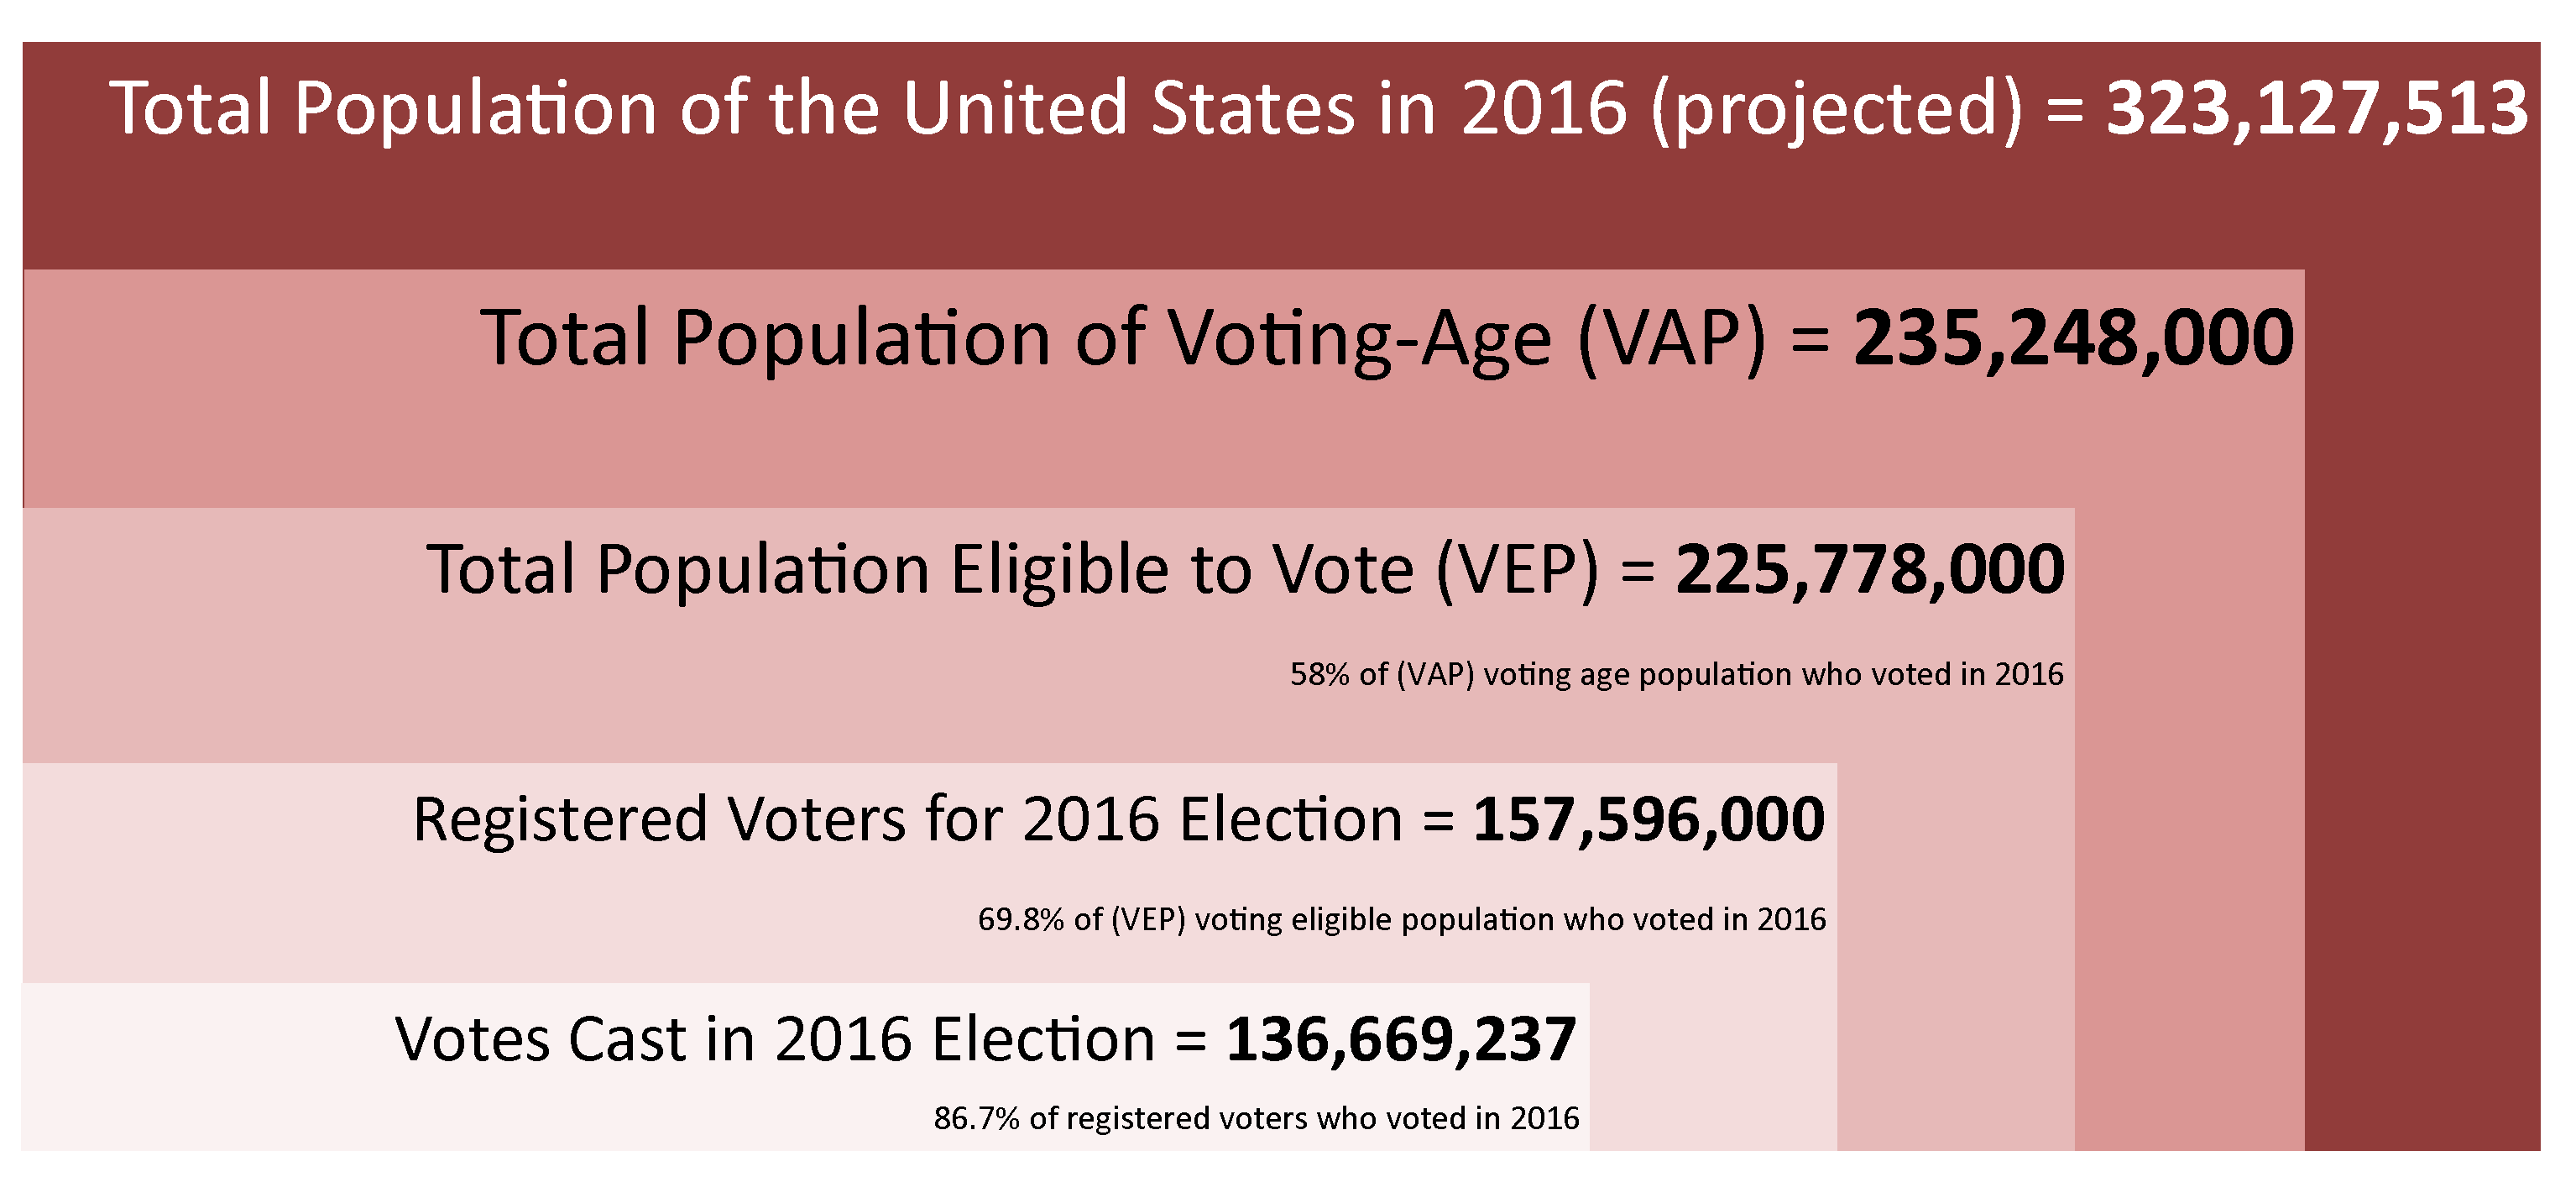 Total Population of the United States in 2016 (projected) = 323,127,513
Total Population of Voting-Age (VAP) = 235,248,000
Total Population Eligible to Vote (VEP) = 225,778,000
58% of (VAP) voting age population who voted in 2016
Registered Voters for 2016 Election = 157,596,000
69.8% of (VEP) voting eligible population who voted in 2016
Votes Cast in 2016 Election = 136,669,237
86.7% of registered voters who voted in 2016